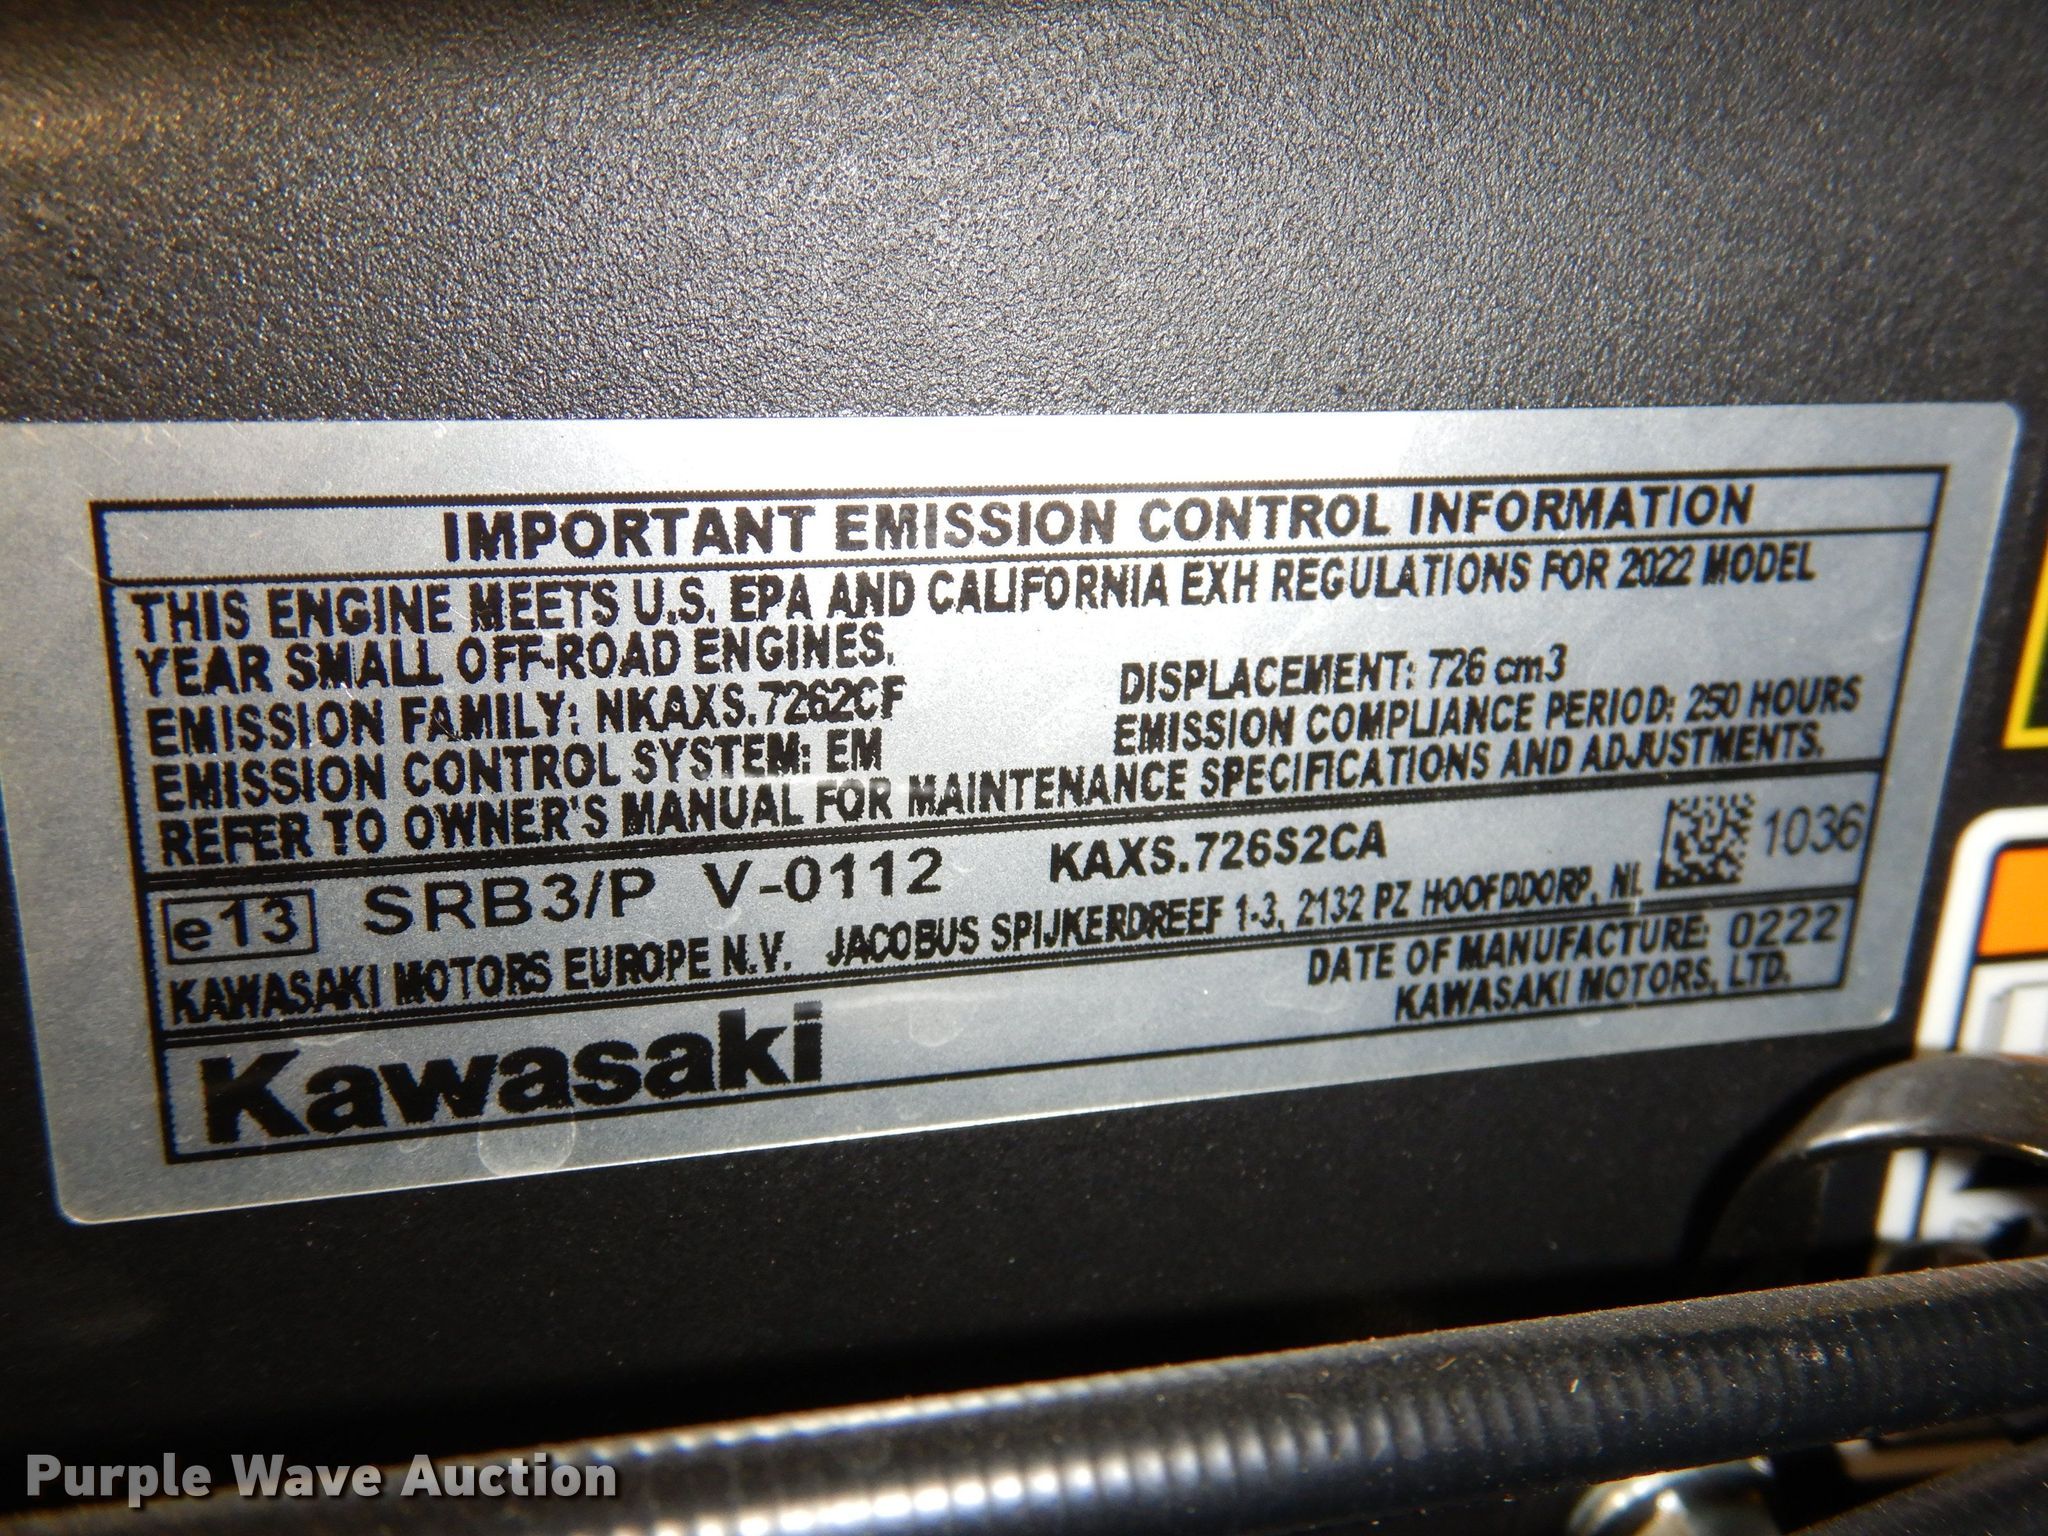 IMPORTANT EMISSION CONTROL INFORMATION
THIS ENGINE MEETS U.S. EPA AND CALIFORNIA EXH REGULATIONS FOR 2022 MODEL
YEAR SMALL OFF-ROAD ENGINES.
EMISSION FAMILY: NKAXS.7262CF DISPLACEMENT: 726 cm3
EMISSION CONTROL SYSTEM: EM EMISSION COMPLIANCE PERIOD: 250 HOURS
REFER TO OWNER'S MANUAL FOR MAINTENANCE SPECIFICATIONS AND ADJUSTMENTS.
e13 SRB3/P V-0112 KAXS.726S2CA 1036
KAWASAKI MOTORS EUROPE N.V. JACOBUS SPIJKERDREEF 1-3, 2132 PZ HOOFDDORP, NL
DATE OF MANUFACTURE: 0222
Kawasaki KAWASAKI MOTORS, LTD.
Purple Wave Auction